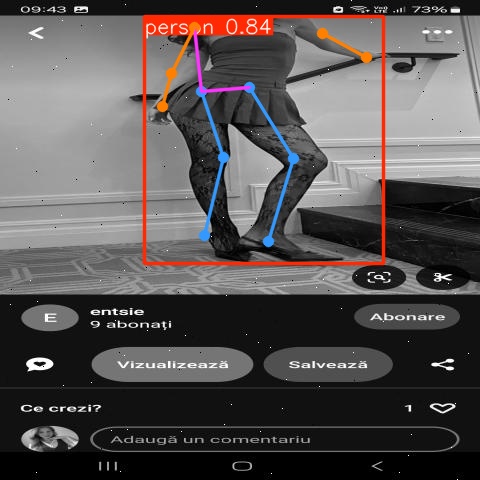 09:43
73%
person 0.84
E
entsie
9 abonați
Abonare
Vizualizează
Salvează
Ce crezi?
1
Adaugă un comentariu